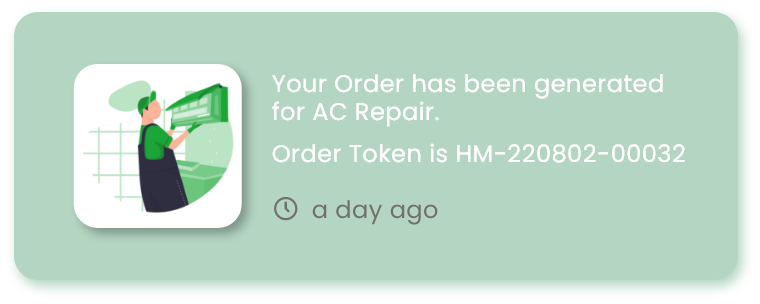 Your Order has been generated
for AC Repair.
Order Token is HM-220802-00032
a day ago